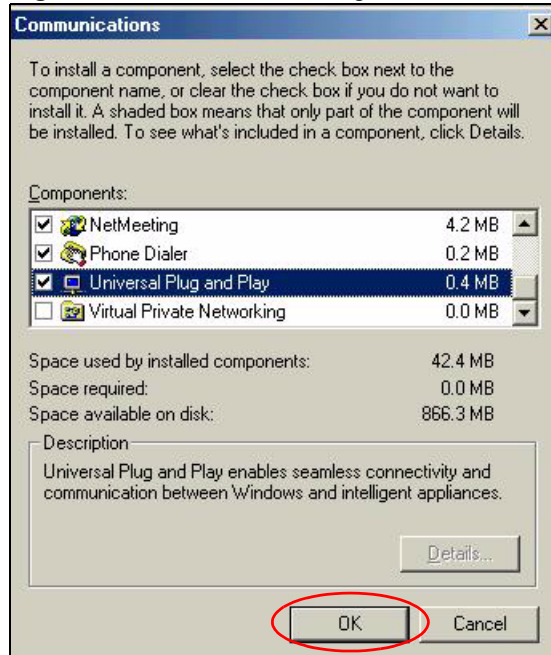 Communications
To install a component, select the check box next to the
component name, or clear the check box if you do not want to
install it. A shaded box means that only part of the component will
be installed. To see what's included in a component, click Details.
Components:
NetMeeting 4.2 MB
Phone Dialer 0.2 MB
Universal Plug and Play 0.4 MB
Virtual Private Networking 0.0 MB
Space used by installed components: 42.4 MB
Space required: 0.0 MB
Space available on disk: 866.3 MB
Description
Universal Plug and Play enables seamless connectivity and
communication between Windows and intelligent appliances.
Details...
OK Cancel